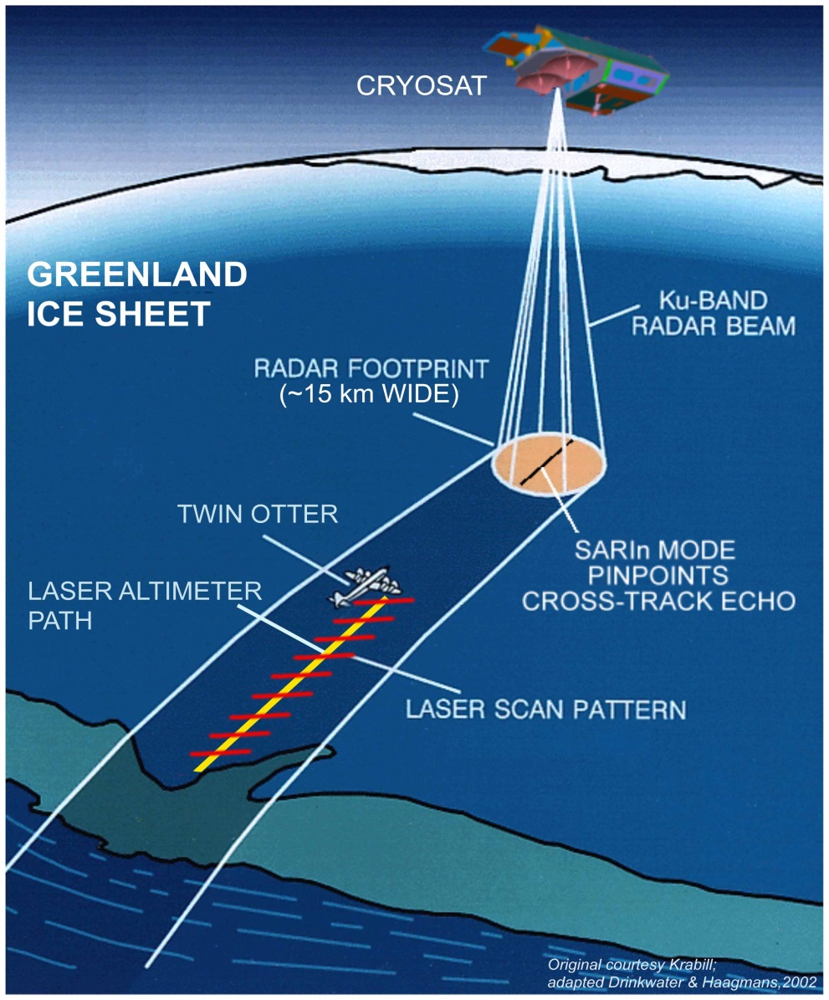 CRYOSAT
GREENLAND
ICE SHEET
Ku-BAND
RADAR BEAM
RADAR FOOTPRINT
(~15 km WIDE)
TWIN OTTER
SARIn MODE
PINPOINTS
CROSS-TRACK ECHO
LASER ALTIMETER
PATH
LASER SCAN PATTERN
Original courtesy Krabill;
adapted Drinkwater & Haagmans,2002